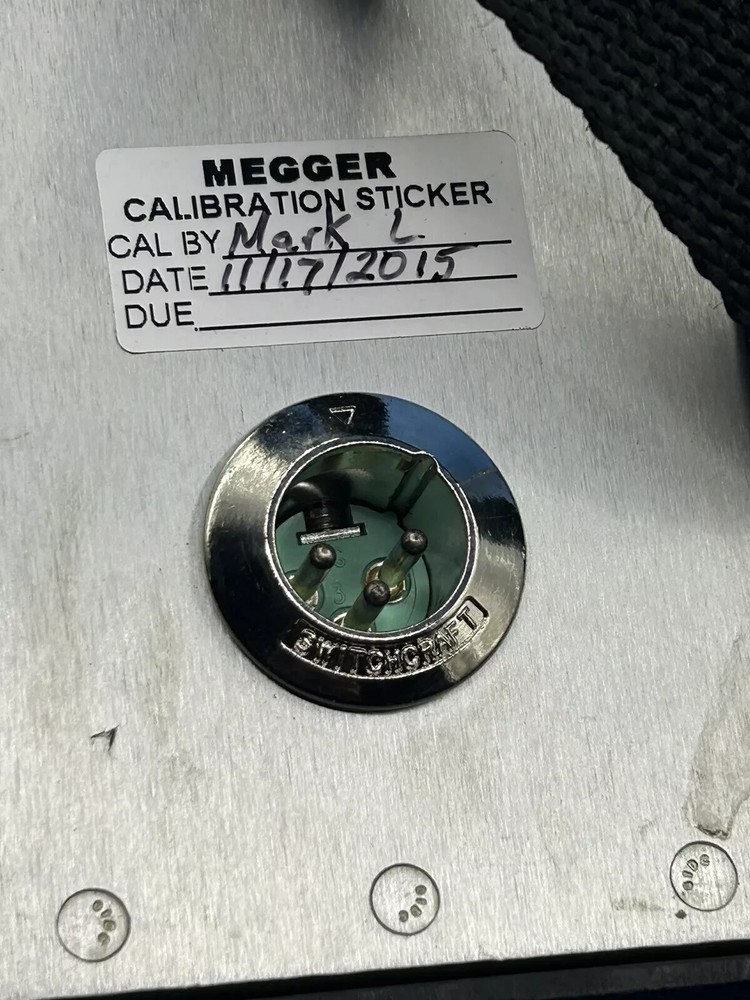 MEGGER
CALIBRATION STICKER
CAL BY Mark L.
DATE 11/17/2015
DUE
SWITCHCRAFT